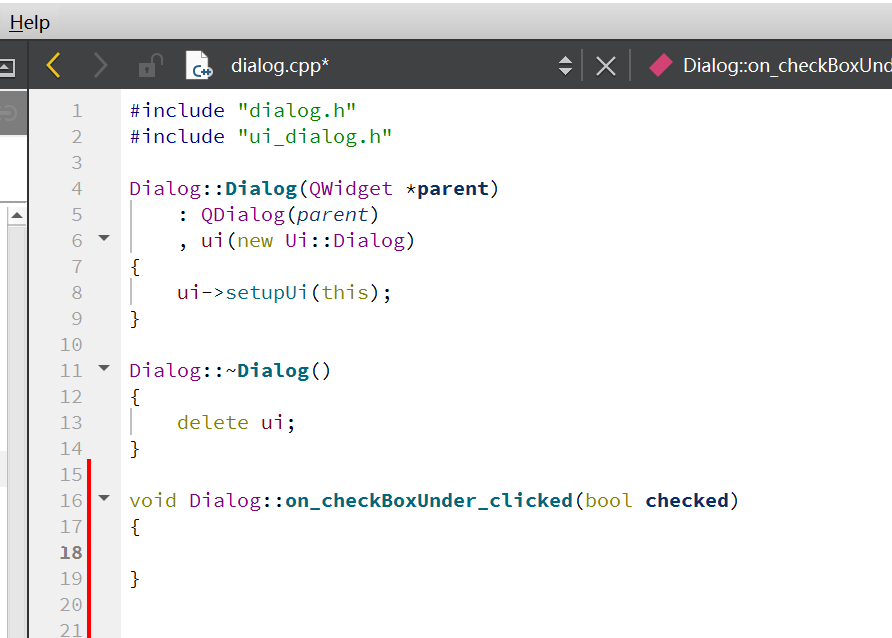 Help
dialog.cpp*
Dialog::on_checkBoxUnd
1 #include "dialog.h"
2 #include "ui_dialog.h"
3
4 Dialog::Dialog(QWidget *parent)
5     : QDialog(parent)
6     , ui(new Ui::Dialog)
7 {
8     ui->setupUi(this);
9 }
10
11 Dialog::~Dialog()
12 {
13     delete ui;
14 }
15
16 void Dialog::on_checkBoxUnder_clicked(bool checked)
17 {
18
19 }
20
21